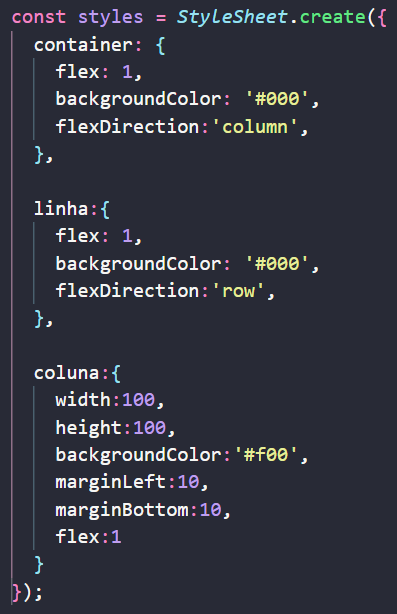 const styles = StyleSheet.create({
container: {
flex: 1,
backgroundColor: '#000',
flexDirection:'column',
},
linha:{
flex: 1,
backgroundColor: '#000',
flexDirection:'row',
},
coluna:{
width:100,
height:100,
backgroundColor:'#f00',
marginLeft:10,
marginBottom:10,
flex:1
}
});